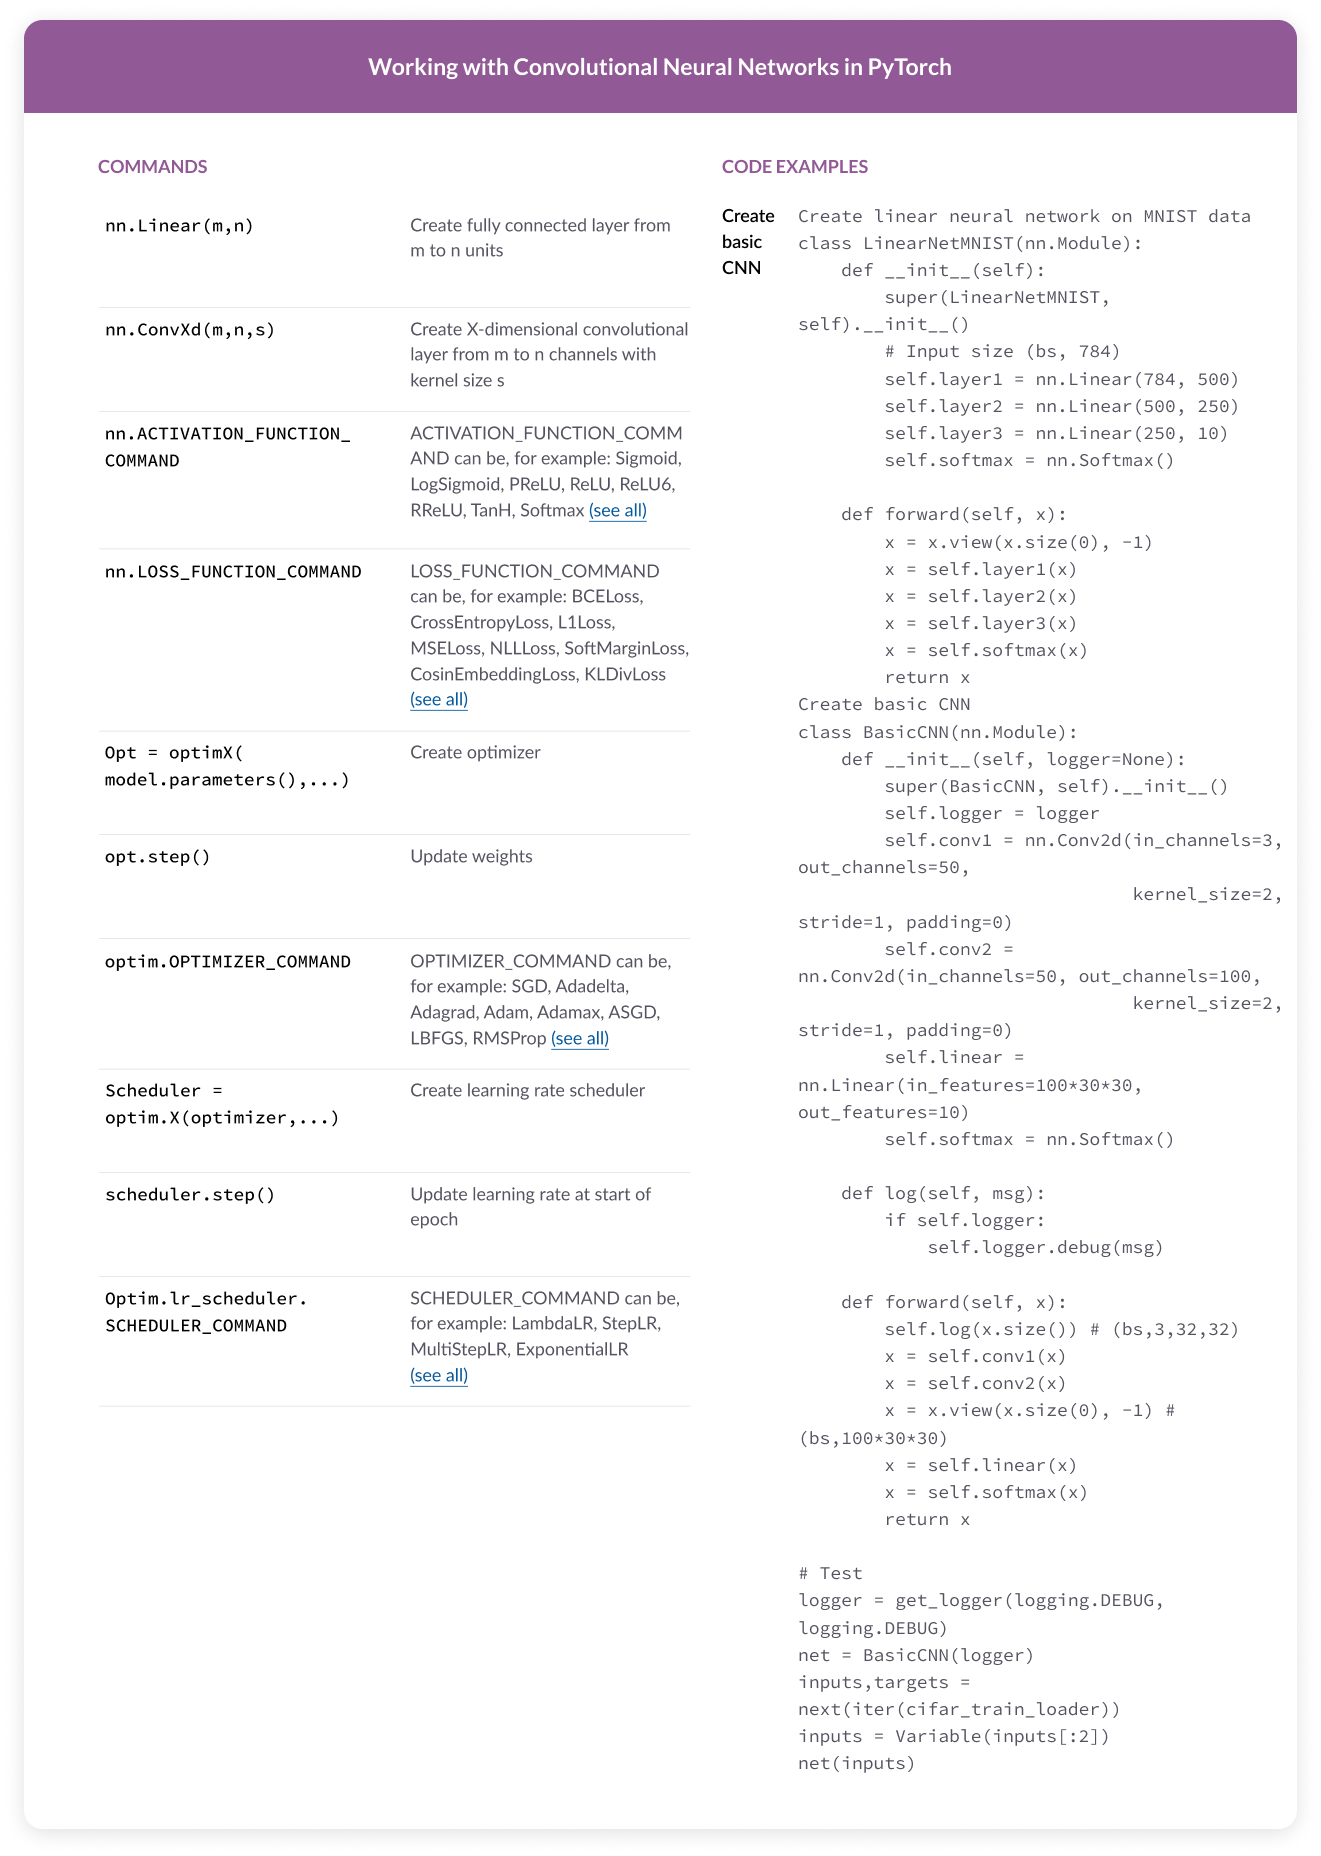 Working with Convolutional Neural Networks in PyTorch
COMMANDS
nn.Linear(m,n)
Create fully connected layer from
m to n units
nn.ConvXd(m,n,s)
Create X-dimensional convolutional
layer from m to n channels with
kernel size s
nn.ACTIVATION_FUNCTION_
COMMAND
ACTIVATION_FUNCTION_COMM
AND can be, for example: Sigmoid,
LogSigmoid, PReLU, ReLU, ReLU6,
RReLU, TanH, Softmax (see all)
nn.LOSS_FUNCTION_COMMAND
LOSS_FUNCTION_COMMAND
can be, for example: BCELoss,
CrossEntropyLoss, L1Loss,
MSELoss, NLLLoss, SoftMarginLoss,
CosinEmbeddingLoss, KLDivLoss
(see all)
Opt = optimX(
model.parameters(),...)
Create optimizer
opt.step()
Update weights
optim.OPTIMIZER_COMMAND
OPTIMIZER_COMMAND can be,
for example: SGD, Adadelta,
Adagrad, Adam, Adamax, ASGD,
LBFGS, RMSProp (see all)
Scheduler =
optim.X(optimizer,...)
Create learning rate scheduler
scheduler.step()
Update learning rate at start of
epoch
Optim.lr_scheduler.
SCHEDULER_COMMAND
SCHEDULER_COMMAND can be,
for example: LambdaLR, StepLR,
MultiStepLR, ExponentialLR
(see all)
CODE EXAMPLES
Create
basic
CNN
Create linear neural network on MNIST data
class LinearNetMNIST(nn.Module):
    def __init__(self):
        super(LinearNetMNIST,
self).__init__()
        # Input size (bs, 784)
        self.layer1 = nn.Linear(784, 500)
        self.layer2 = nn.Linear(500, 250)
        self.layer3 = nn.Linear(250, 10)
        self.softmax = nn.Softmax()

    def forward(self, x):
        x = x.view(x.size(0), -1)
        x = self.layer1(x)
        x = self.layer2(x)
        x = self.layer3(x)
        x = self.softmax(x)
        return x
Create basic CNN
class BasicCNN(nn.Module):
    def __init__(self, logger=None):
        super(BasicCNN, self).__init__()
        self.logger = logger
        self.conv1 = nn.Conv2d(in_channels=3,
out_channels=50,
                               kernel_size=2,
stride=1, padding=0)
        self.conv2 =
nn.Conv2d(in_channels=50, out_channels=100,
                               kernel_size=2,
stride=1, padding=0)
        self.linear =
nn.Linear(in_features=100*30*30,
out_features=10)
        self.softmax = nn.Softmax()

    def log(self, msg):
        if self.logger:
            self.logger.debug(msg)

    def forward(self, x):
        self.log(x.size()) # (bs,3,32,32)
        x = self.conv1(x)
        x = self.conv2(x)
        x = x.view(x.size(0), -1) #
(bs,100*30*30)
        x = self.linear(x)
        x = self.softmax(x)
        return x

# Test
logger = get_logger(logging.DEBUG,
logging.DEBUG)
net = BasicCNN(logger)
inputs,targets =
next(iter(cifar_train_loader))
inputs = Variable(inputs[:2])
net(inputs)